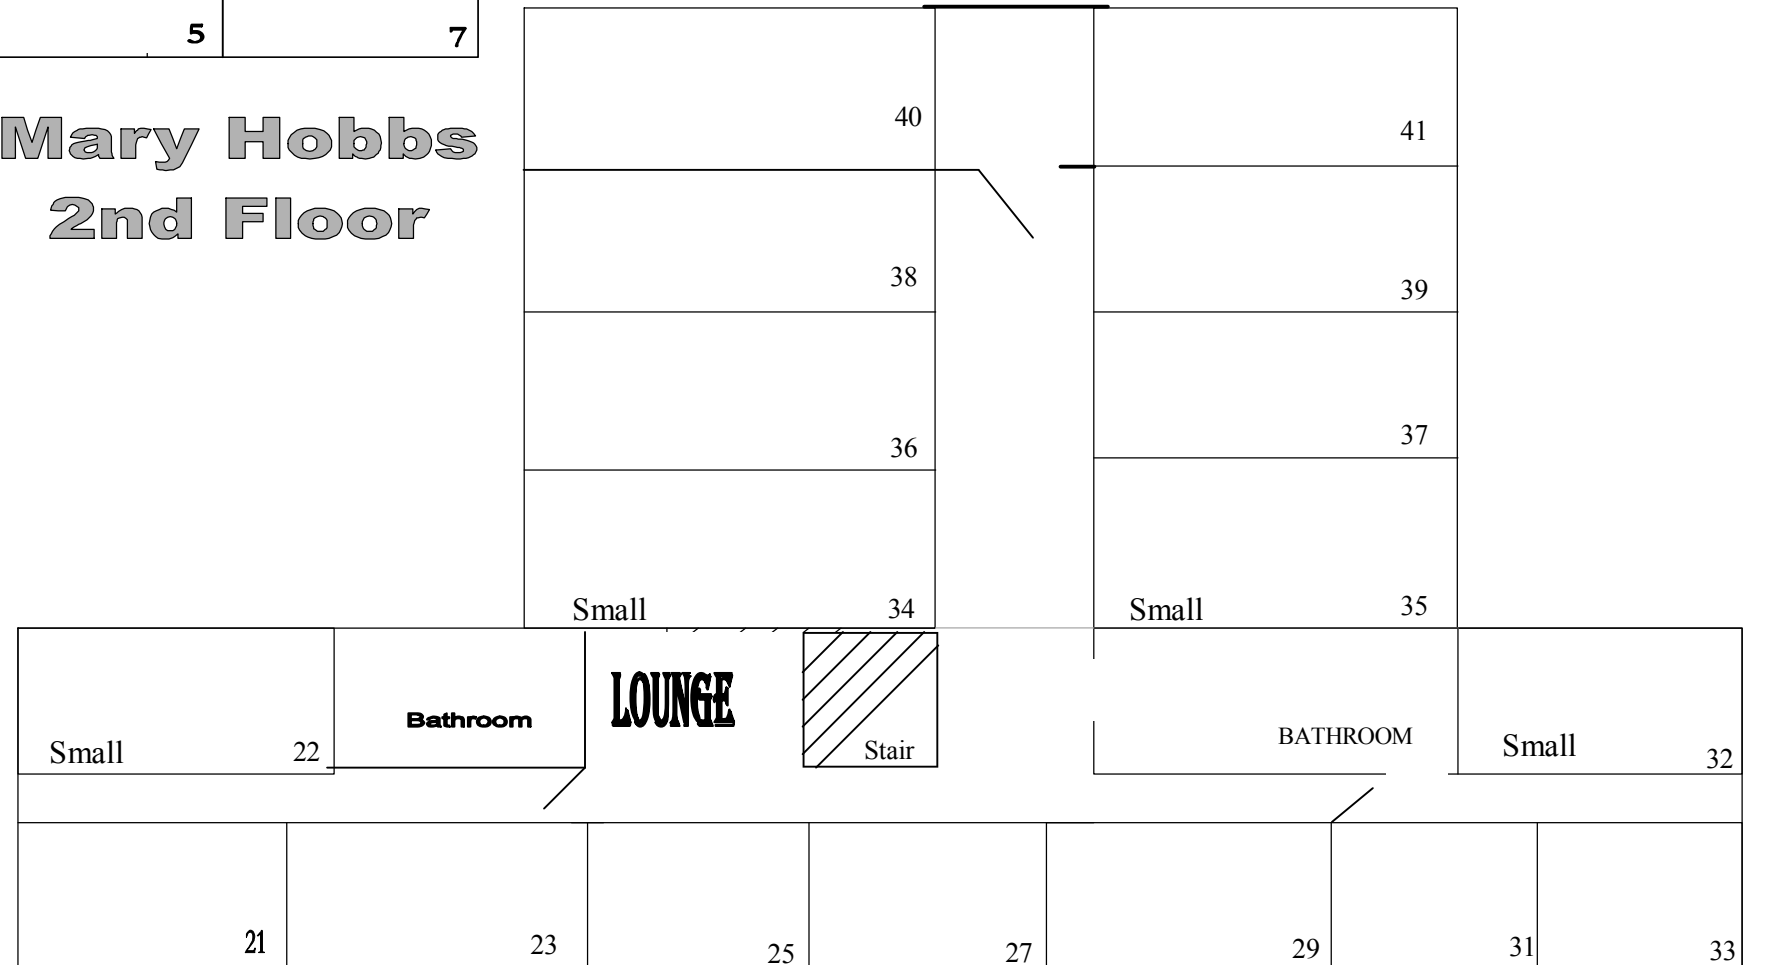 5 7
Mary Hobbs
2nd Floor
40 41
38 39
36 37
Small 34 Small 35
LOUNGE
Bathroom
Small 22 Stair BATHROOM Small 32
21 23 25 27 29 31 33